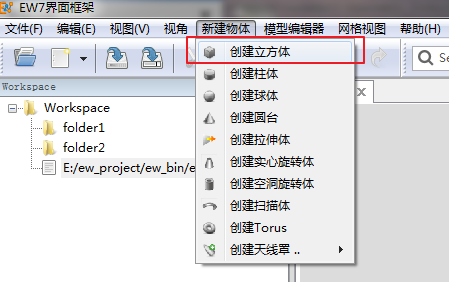 EW7界面框架
文件(F) 编辑(E) 视图(V) 视角 新建物体 模型编辑器 网格视图 帮助(H)
Se
Workspace
Workspace
folder1
folder2
E:/ew_project/ew_bin/e
创建立方体
创建柱体
创建球体
创建圆台
创建拉伸体
创建实心旋转体
创建空洞旋转体
创建扫描体
创建Torus
创建天线罩 ..